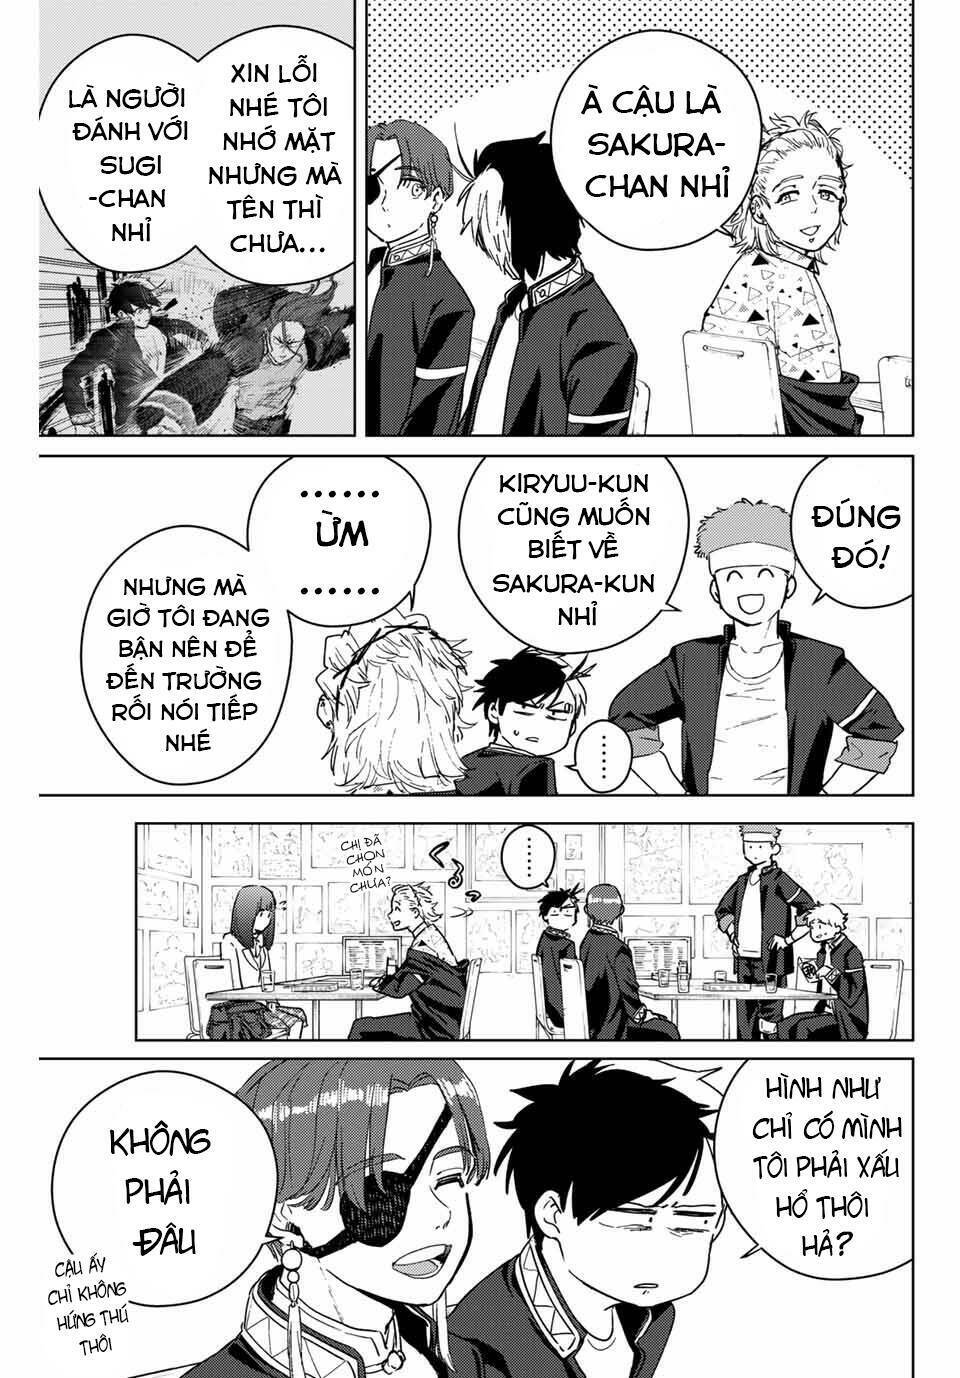 À CẬU LÀ
SAKURA-
CHAN NHỈ
XIN LỖI
NHÉ TÔI
NHỚ MẶT
NHƯNG MÀ
TÊN THÌ
CHƯA...
LÀ NGƯỜI
ĐÁNH VỚI
SUGI
-CHAN
NHỈ
ĐÚNG
ĐÓ!
KIRYUU-KUN
CŨNG MUỐN
BIẾT VỀ
SAKURA-KUN
NHỈ
......
......
ỪM
......
NHƯNG MÀ
GIỜ TÔI ĐANG
BẬN NÊN ĐỂ
ĐẾN TRƯỜNG
RỒI NÓI TIẾP
NHÉ
......
CHỊ ĐÃ
CHỌN
MÓN
CHƯA?
HÌNH NHƯ
CHỈ CÓ MÌNH
TÔI PHẢI XẤU
HỔ THÔI
HẢ?
KHÔNG
PHẢI
ĐÂU
CẬU ẤY
CHỈ KHÔNG
HỨNG THÚ
THÔI